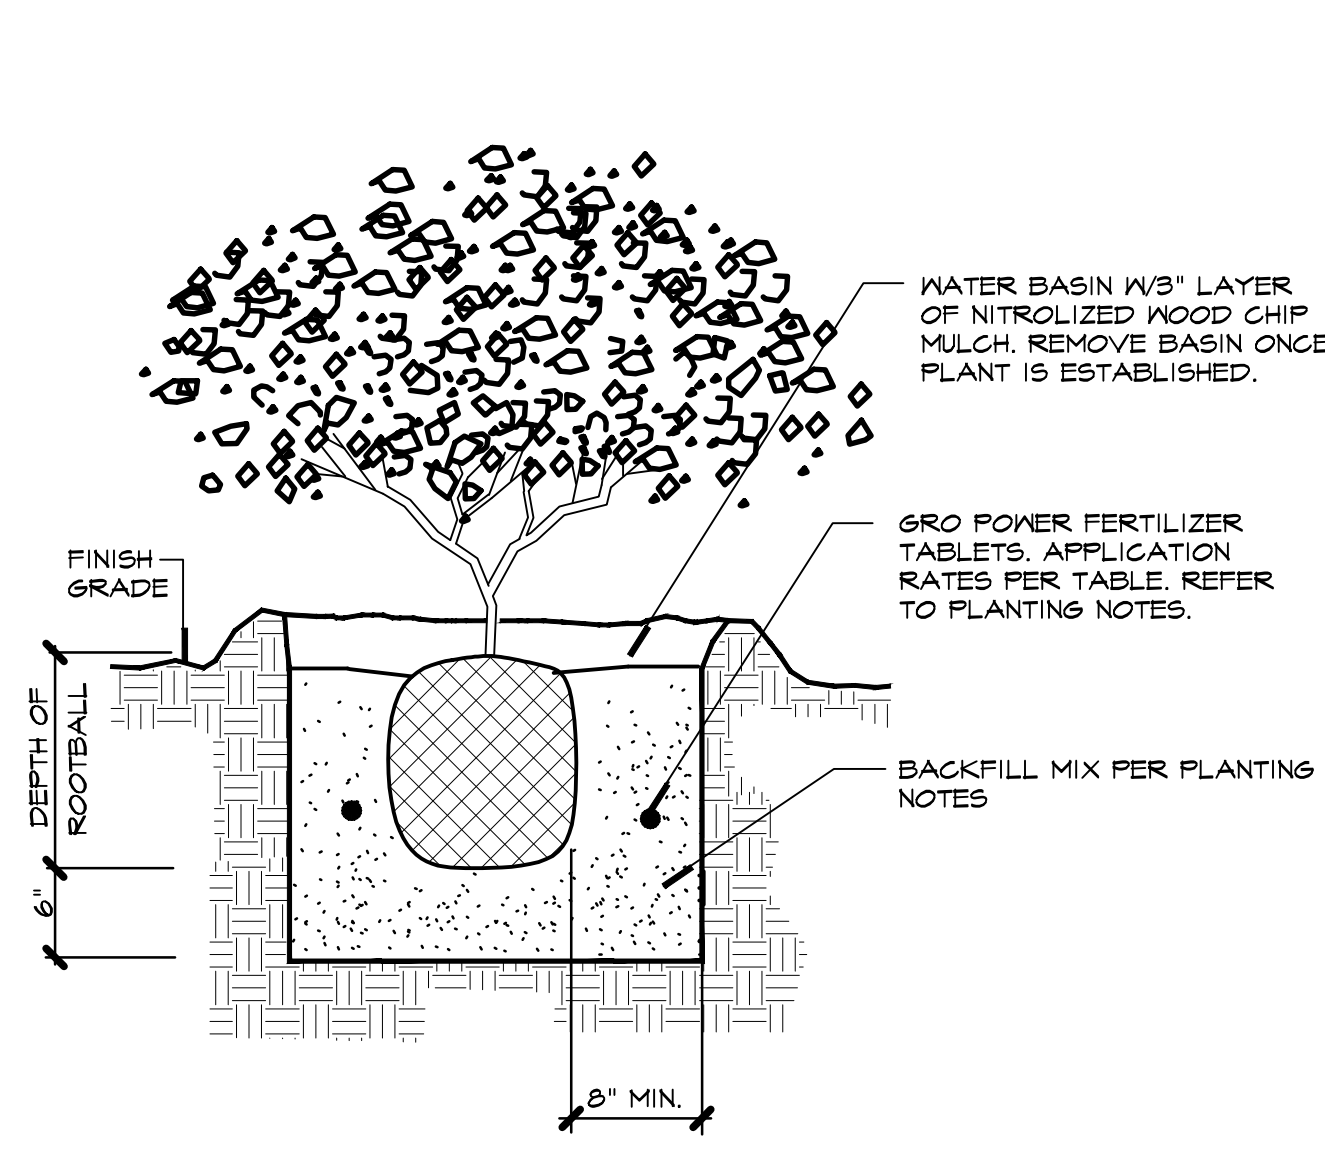 WATER BASIN W/3" LAYER
OF NITROLIZED WOOD CHIP
MULCH. REMOVE BASIN ONCE
PLANT IS ESTABLISHED.
GRO POWER FERTILIZER
TABLETS. APPLICATION
RATES PER TABLE. REFER
TO PLANTING NOTES.
FINISH
GRADE
DEPTH OF
ROOTBALL
BACKFILL MIX PER PLANTING
NOTES
6"
8" MIN.